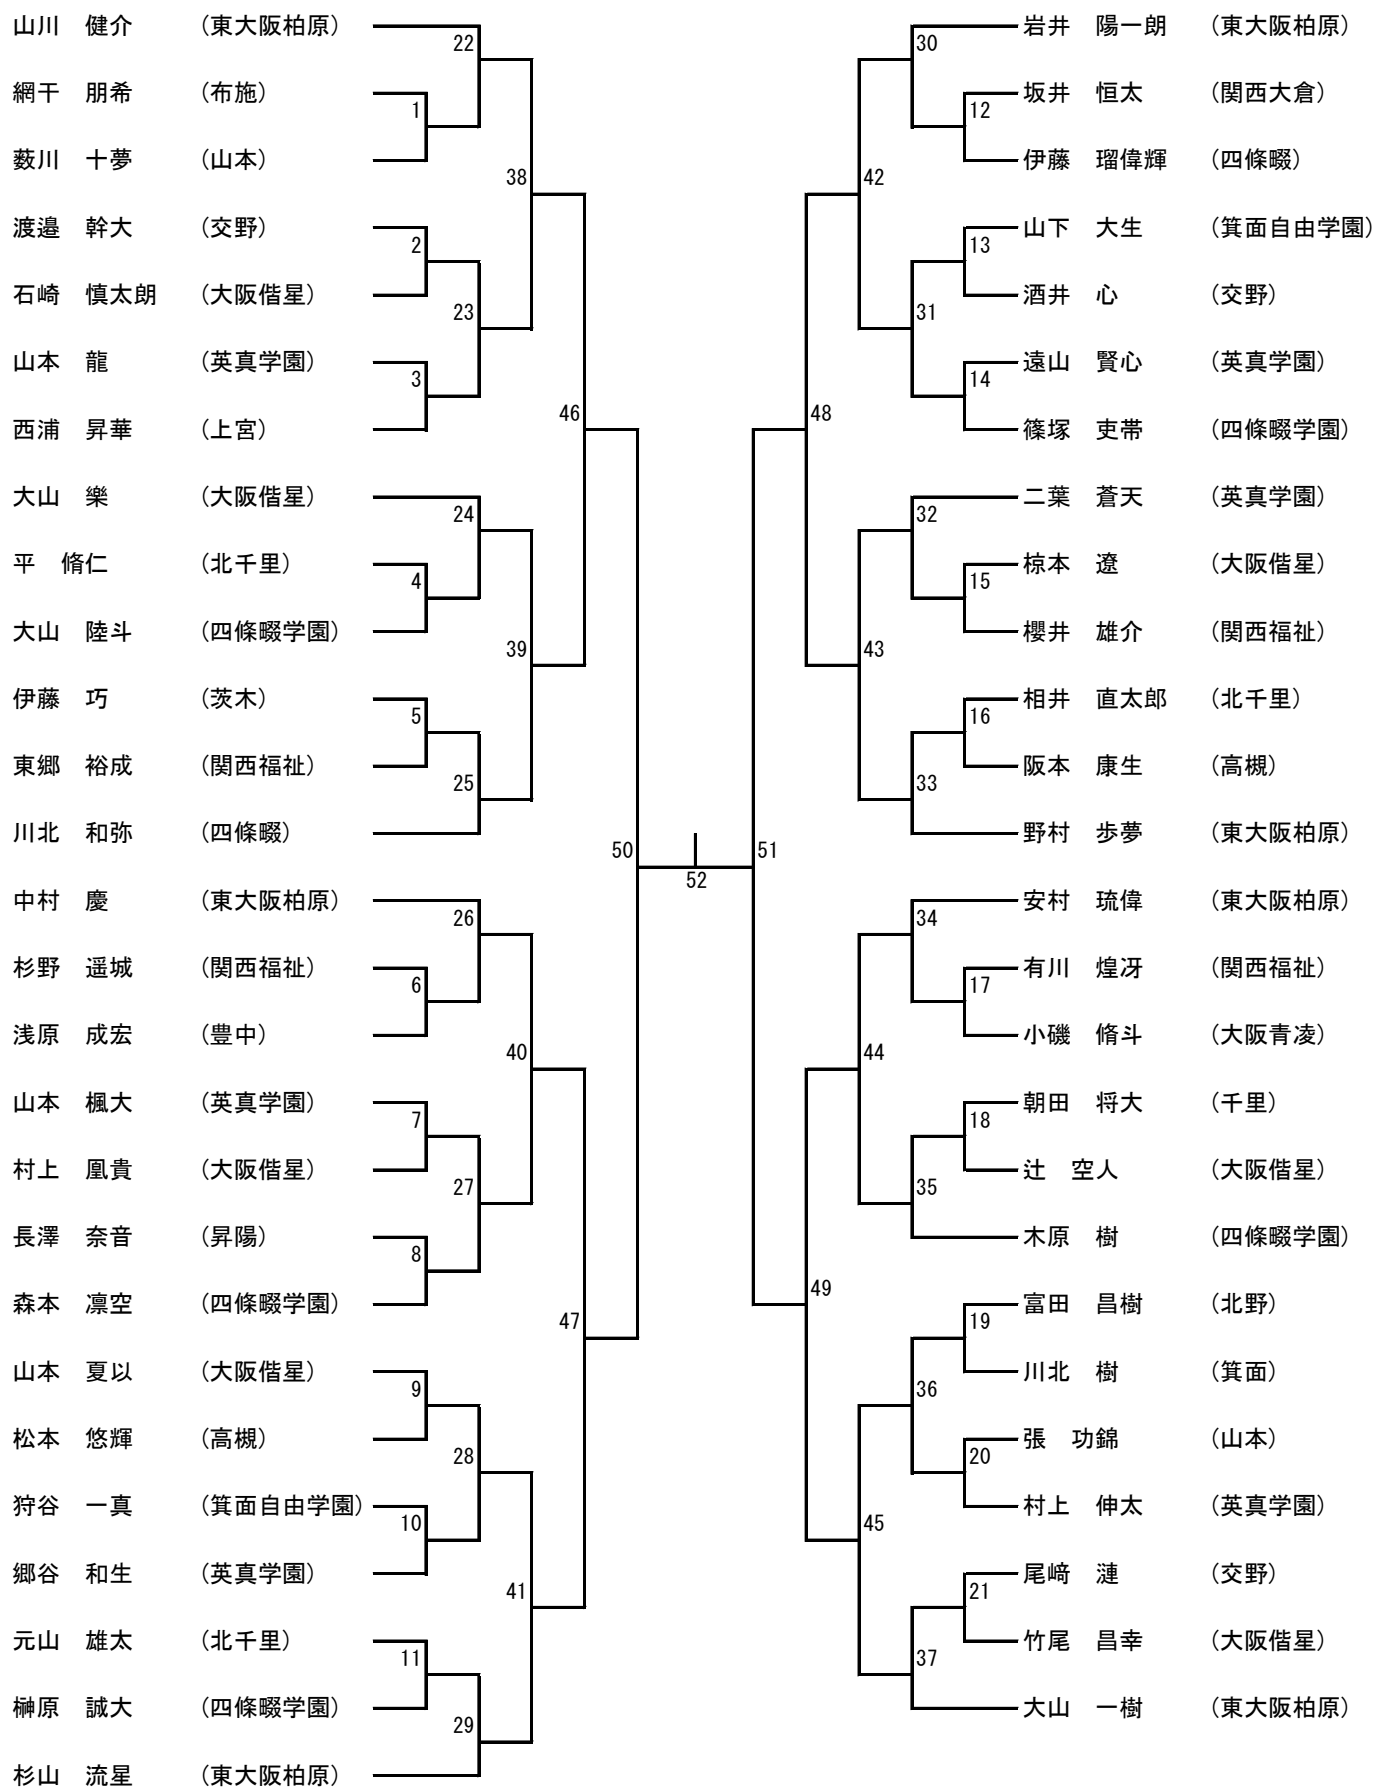 山川　健介　（東大阪柏原）
22
網干　朋希　（布施）
1
薮川　十夢　（山本）
38
渡邉　幹大　（交野）
2
石崎　慎太朗　（大阪偕星）
23
山本　龍　（英真学園）
3
西浦　昇華　（上宮）
46
大山　樂　（大阪偕星）
24
平　脩仁　（北千里）
4
大山　陸斗　（四條畷学園）
39
伊藤　巧　（茨木）
5
東郷　裕成　（関西福祉）
25
川北　和弥　（四條畷）
50
中村　慶　（東大阪柏原）
26
杉野　遥城　（関西福祉）
6
浅原　成宏　（豊中）
40
山本　楓大　（英真学園）
7
村上　凰貴　（大阪偕星）
27
長澤　奈音　（昇陽）
8
森本　凛空　（四條畷学園）
47
山本　夏以　（大阪偕星）
9
松本　悠輝　（高槻）
28
狩谷　一真　（箕面自由学園）
10
郷谷　和生　（英真学園）
41
元山　雄太　（北千里）
11
榊原　誠大　（四條畷学園）
29
杉山　流星　（東大阪柏原）
52
岩井　陽一朗　（東大阪柏原）
30
坂井　恒太　（関西大倉）
12
伊藤　瑠偉輝　（四條畷）
42
山下　大生　（箕面自由学園）
13
酒井　心　（交野）
31
遠山　賢心　（英真学園）
14
篠塚　吏帯　（四條畷学園）
48
二葉　蒼天　（英真学園）
32
椋本　遼　（大阪偕星）
15
櫻井　雄介　（関西福祉）
43
相井　直太郎　（北千里）
16
阪本　康生　（高槻）
33
野村　歩夢　（東大阪柏原）
51
安村　琉偉　（東大阪柏原）
34
有川　煌冴　（関西福祉）
17
小磯　脩斗　（大阪青凌）
44
朝田　将大　（千里）
18
辻　空人　（大阪偕星）
35
木原　樹　（四條畷学園）
49
富田　昌樹　（北野）
19
川北　樹　（箕面）
36
張　功錦　（山本）
20
村上　伸太　（英真学園）
45
尾﨑　漣　（交野）
21
竹尾　昌幸　（大阪偕星）
37
大山　一樹　（東大阪柏原）